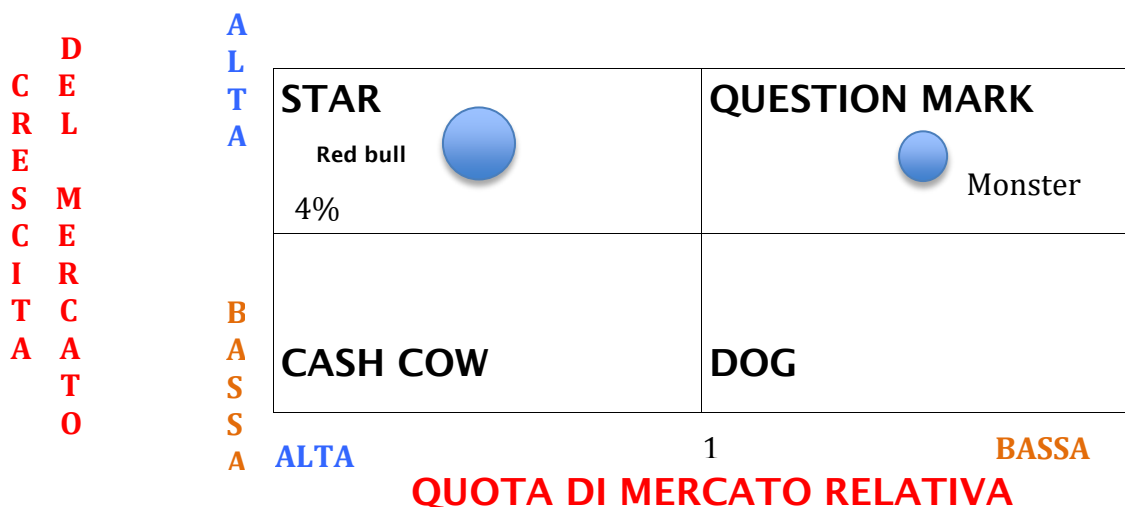 CRESCITA
DEL MERCATO
ALTA
BASSA
STAR
Red bull
4%
QUESTION MARK
Monster
CASH COW
DOG
ALTA
1
BASSA
QUOTA DI MERCATO RELATIVA